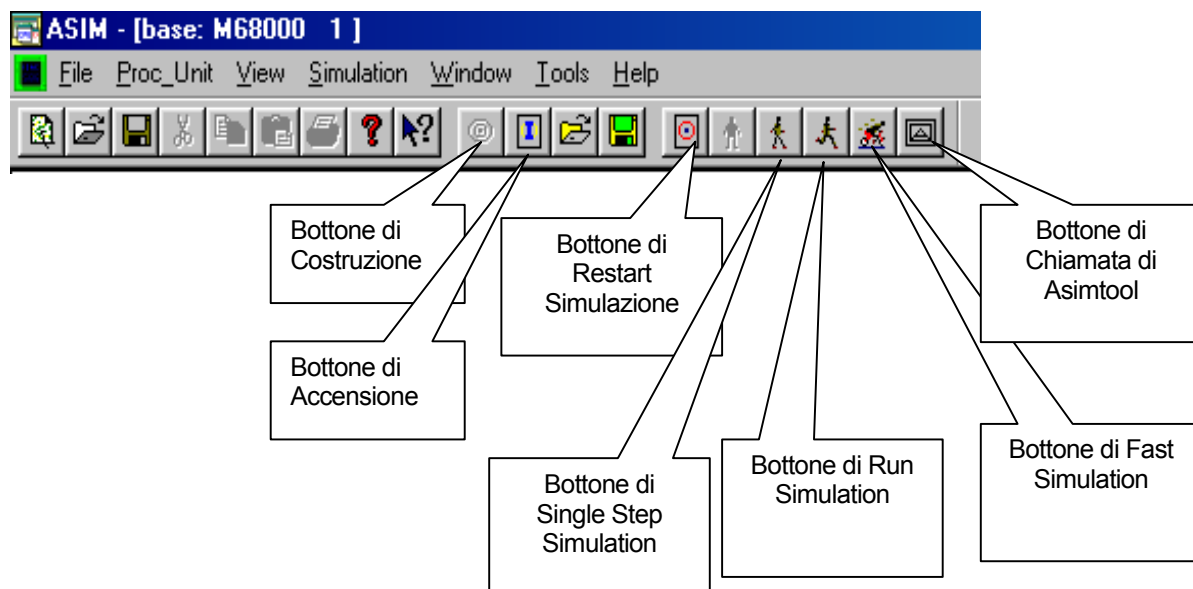 ASIM - [base: M68000 1 ]
File Proc_Unit View Simulation Window Tools Help
Bottone di
Costruzione
Bottone di
Accensione
Bottone di
Restart
Simulazione
Bottone di
Single Step
Simulation
Bottone di Run
Simulation
Bottone di
Chiamata di
Asimtool
Bottone di Fast
Simulation